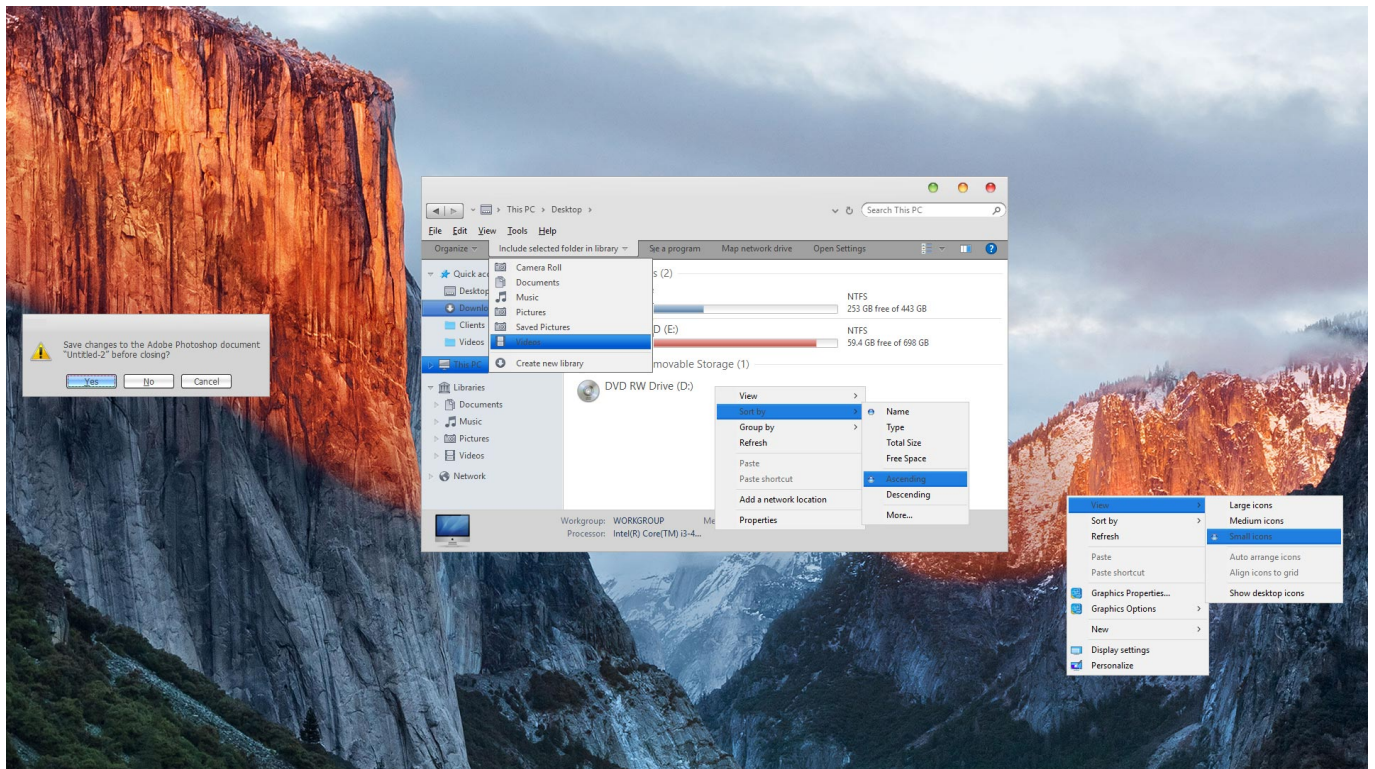 Save changes to the Adobe Photoshop document
"Untitled-2" before closing?
Yes
No
Cancel
This PC
Desktop
Search This PC
File Edit View Tools Help
Organize
Include selected folder in library
a program
Map network drive
Open Settings
Quick
Desktop
Clients
Videos
This PC
Libraries
Documents
Music
Pictures
Videos
Network
Camera Roll
Documents
Music
Pictures
Saved Pictures
Videos
Create new library
(2)
NTFS
253 GB free of 443 GB
(E:)
NTFS
59.4 GB free of 698 GB
Storage (1)
DVD RW Drive (D:)
View
Sort by
Group by
Refresh
Paste
Paste shortcut
Add a network location
Properties
Name
Type
Total Size
Free Space
Ascending
Descending
More...
Workgroup: WORKGROUP
Processor: Intel(R) Core(TM) i3-4...
View
Sort by
Refresh
Paste
Paste shortcut
Graphics Properties...
Graphics Options
New
Display settings
Personalize
Large icons
Medium icons
Small icons
Auto arrange icons
Align icons to grid
Show desktop icons